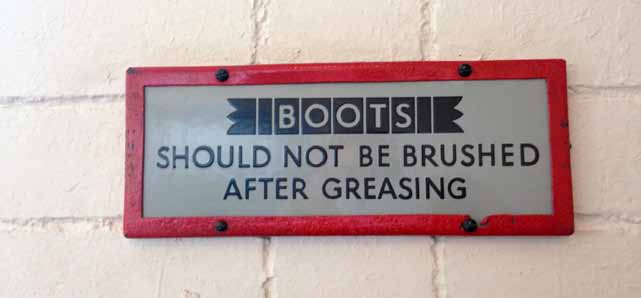 BOOTS
SHOULD NOT BE BRUSHED
AFTER GREASING